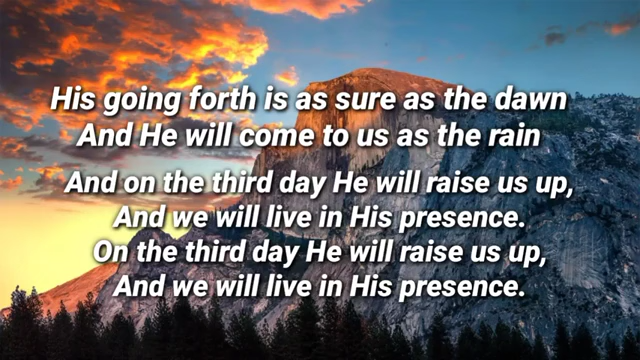 His going forth is as sure as the dawn
And He will come to us as the rain
And on the third day He will raise us up,
And we will live in His presence.
On the third day He will raise us up,
And we will live in His presence.